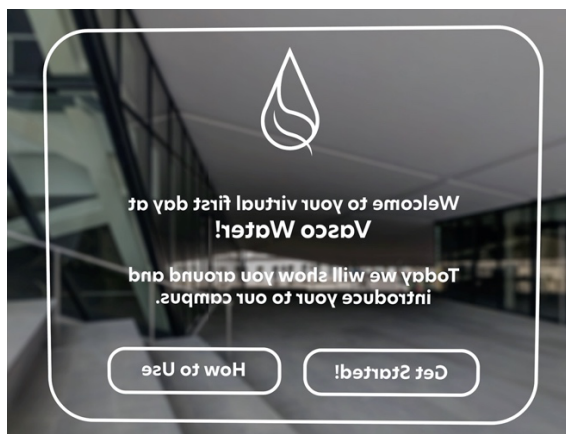 Welcome to your virtual first day at
Vasco Water!
Today we will show you around and
introduce your to our campus.
Get Started!
How to Use